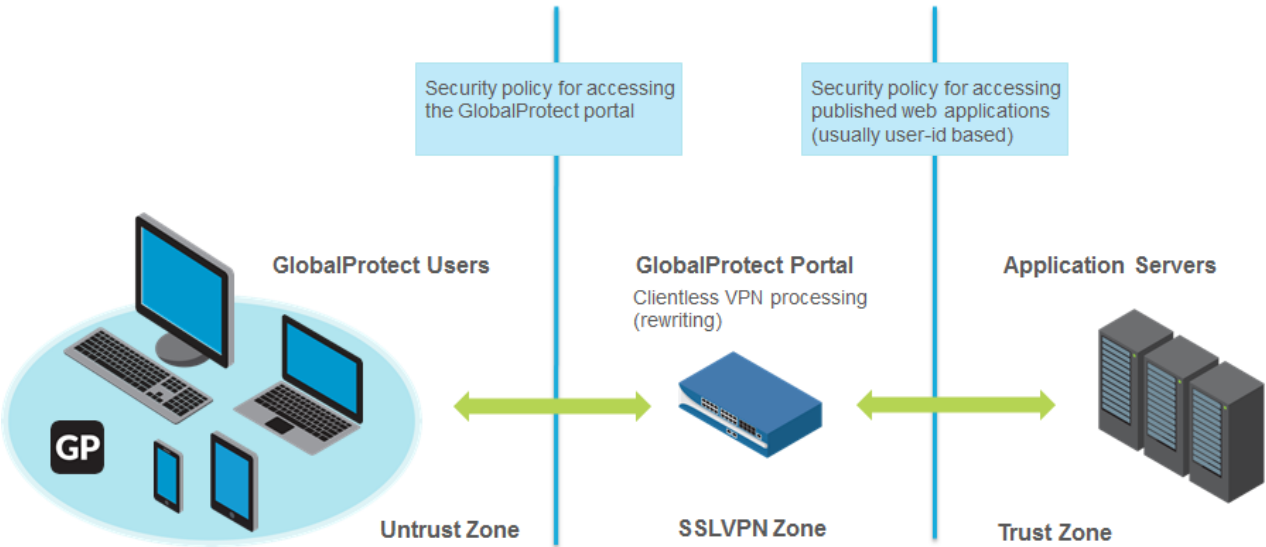 Security policy for accessing
the GlobalProtect portal
Security policy for accessing
published web applications
(usually user-id based)
GlobalProtect Users
GlobalProtect Portal
Clientless VPN processing
(rewriting)
Application Servers
GP
Untrust Zone
SSLVPN Zone
Trust Zone